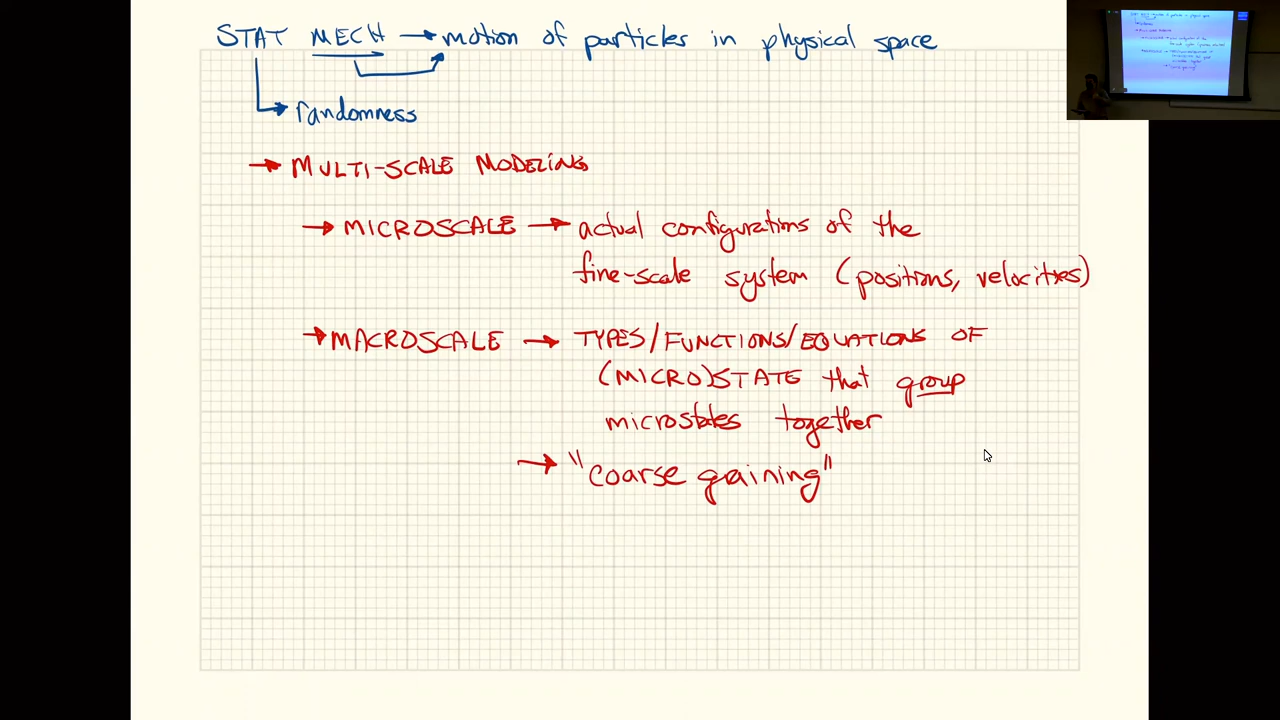 STAT MECH → motion of particles in physical space
→ randomness
→ MULTI-SCALE MODELING
→ MICROSCALE → actual configurations of the
fine-scale system (positions, velocities)
→ MACROSCALE → TYPES/FUNCTIONS/EQUATIONS OF
(MICRO)STATE that group
microstates together
→ "coarse graining"